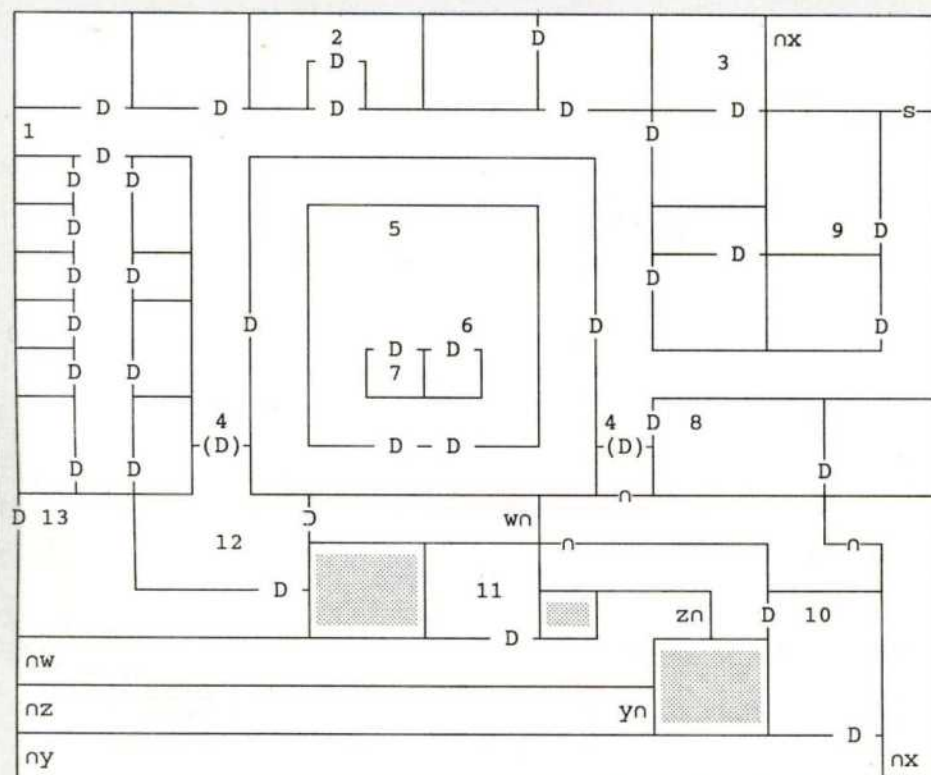 2 D ∩x
D 3
D D D D D s
1 D
D
D D
D 5 9 D
D
D D D
D D 6 D D
D D
D D 7
4 4 D 8
(D) D D (D)
D D D
∩
D 13 ⊃ w∩
12 ∩ ∩
D 11
z∩ D 10
D
∩w
∩z y∩
D
∩y ∩x